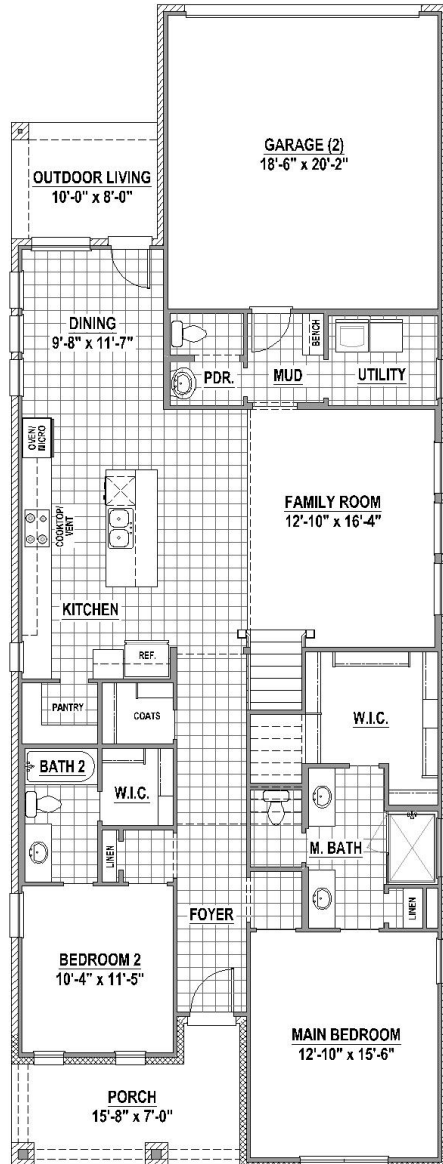 GARAGE (2)
18'-6" x 20'-2"
OUTDOOR LIVING
10'-0" x 8'-0"
DINING
9'-8" x 11'-7"
BENCH
PDR.
MUD
UTILITY
OVEN/
MICRO
COOKTOP/
VENT
FAMILY ROOM
12'-10" x 16'-4"
KITCHEN
REF.
PANTRY
COATS
W.I.C.
BATH 2
W.I.C.
LINEN
M. BATH
LINEN
FOYER
BEDROOM 2
10'-4" x 11'-5"
MAIN BEDROOM
12'-10" x 15'-6"
PORCH
15'-8" x 7'-0"